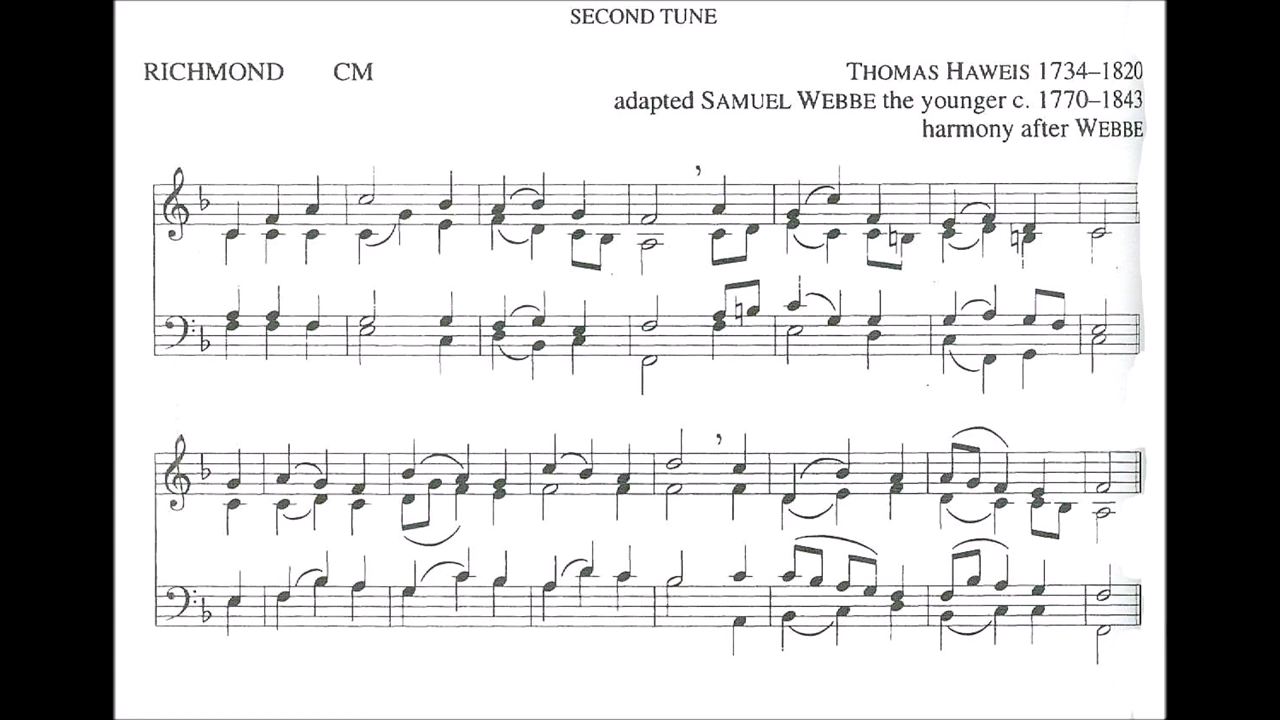 SECOND TUNE
RICHMOND CM
THOMAS HAWEIS 1734–1820
adapted SAMUEL WEBBE the younger c. 1770–1843
harmony after WEBBE